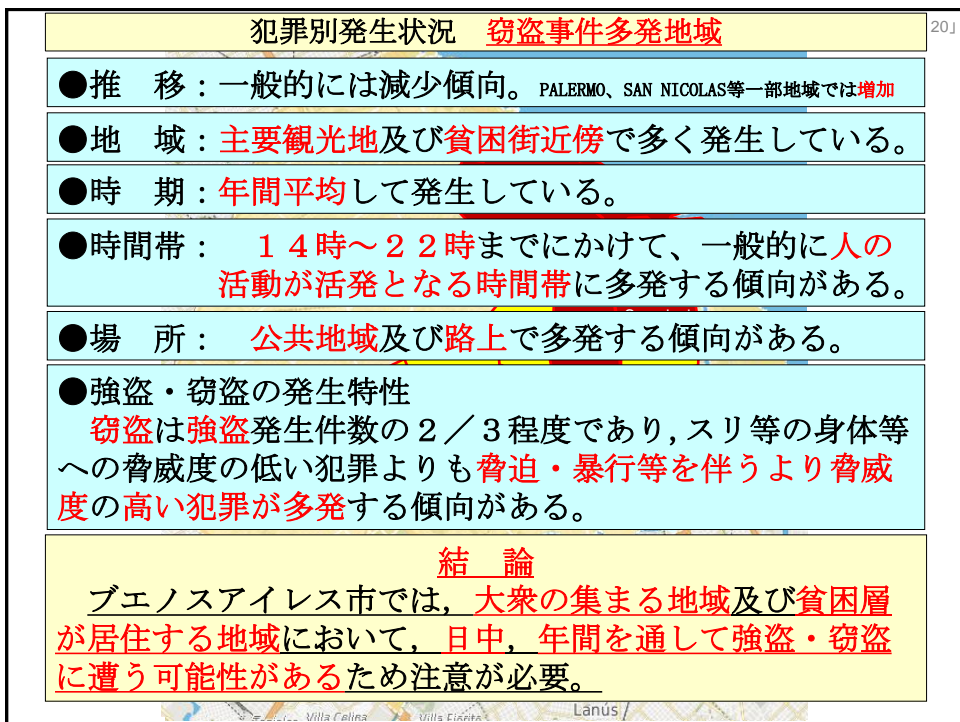 犯罪別発生状況　窃盗事件多発地域
20」
●推　移：一般的には減少傾向。PALERMO、SAN NICOLAS等一部地域では増加
●地　域：主要観光地及び貧困街近傍で多く発生している。
●時　期：年間平均して発生している。
●時間帯：　１４時～２２時までにかけて、一般的に人の
活動が活発となる時間帯に多発する傾向がある。
●場　所：　公共地域及び路上で多発する傾向がある。
●強盗・窃盗の発生特性
窃盗は強盗発生件数の２／３程度であり,スリ等の身体等
への脅威度の低い犯罪よりも脅迫・暴行等を伴うより脅威
度の高い犯罪が多発する傾向がある。
結　論
ブエノスアイレス市では，大衆の集まる地域及び貧困層
が居住する地域において，日中，年間を通して強盗・窃盗
に遭う可能性があるため注意が必要。
Lanús
Villa Celina
Villa Fiorito